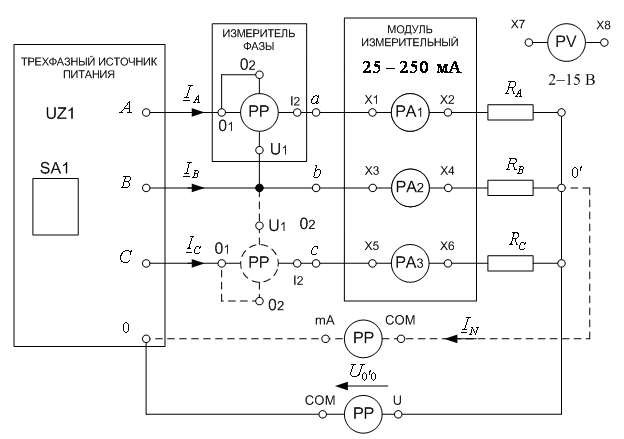 ТРЕХФАЗНЫЙ ИСТОЧНИК
ПИТАНИЯ
UZ1
SA1
A
B
C
0
I_A
I_B
I_C
ИЗМЕРИТЕЛЬ
ФАЗЫ
02
01
PP
I2
U1
U1
02
01
PP
I2
02
a
b
c
МОДУЛЬ
ИЗМЕРИТЕЛЬНЫЙ
25 – 250 мА
X1
PA1
X2
X3
PA2
X4
X5
PA3
X6
R_A
R_B
R_C
X7
PV
X8
2–15 В
0'
mA
PP
COM
I_N
U_0'0
COM
PP
U